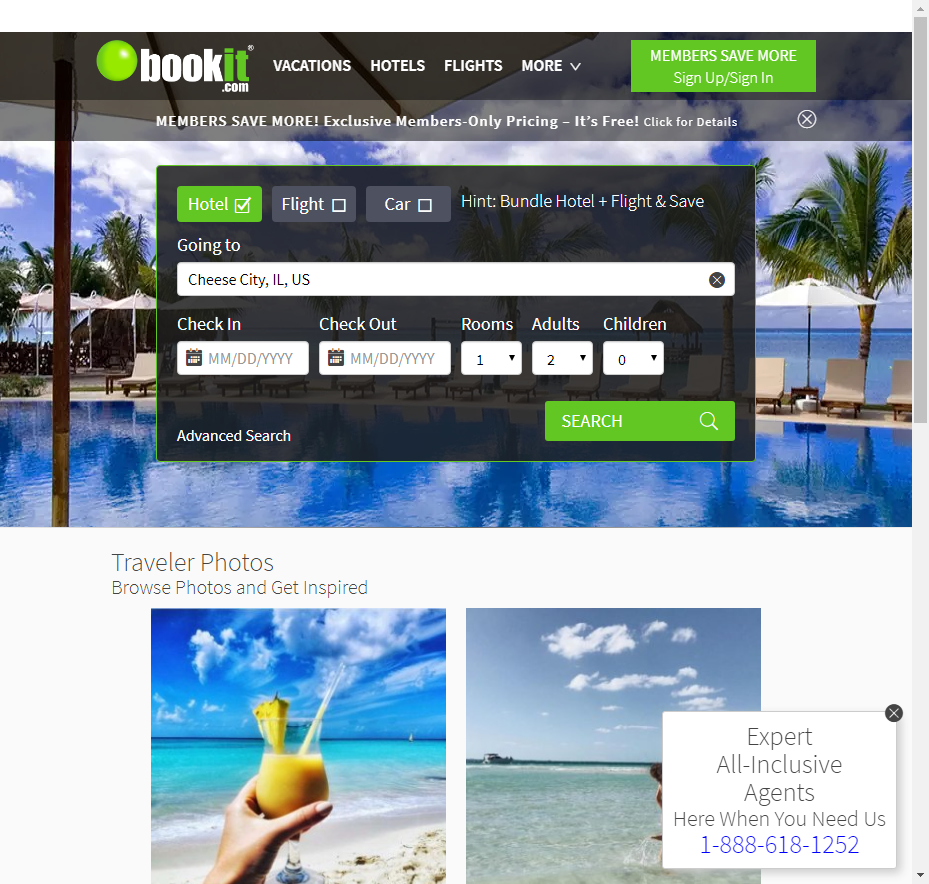 bookit®
.com
VACATIONS HOTELS FLIGHTS MORE
MEMBERS SAVE MORE
Sign Up/Sign In
MEMBERS SAVE MORE! Exclusive Members-Only Pricing – It's Free! Click for Details
Hotel Flight Car Hint: Bundle Hotel + Flight & Save
Going to
Cheese City, IL, US
Check In Check Out Rooms Adults Children
MM/DD/YYYY MM/DD/YYYY 1 2 0
SEARCH
Advanced Search
Traveler Photos
Browse Photos and Get Inspired
Expert
All-Inclusive
Agents
Here When You Need Us
1-888-618-1252